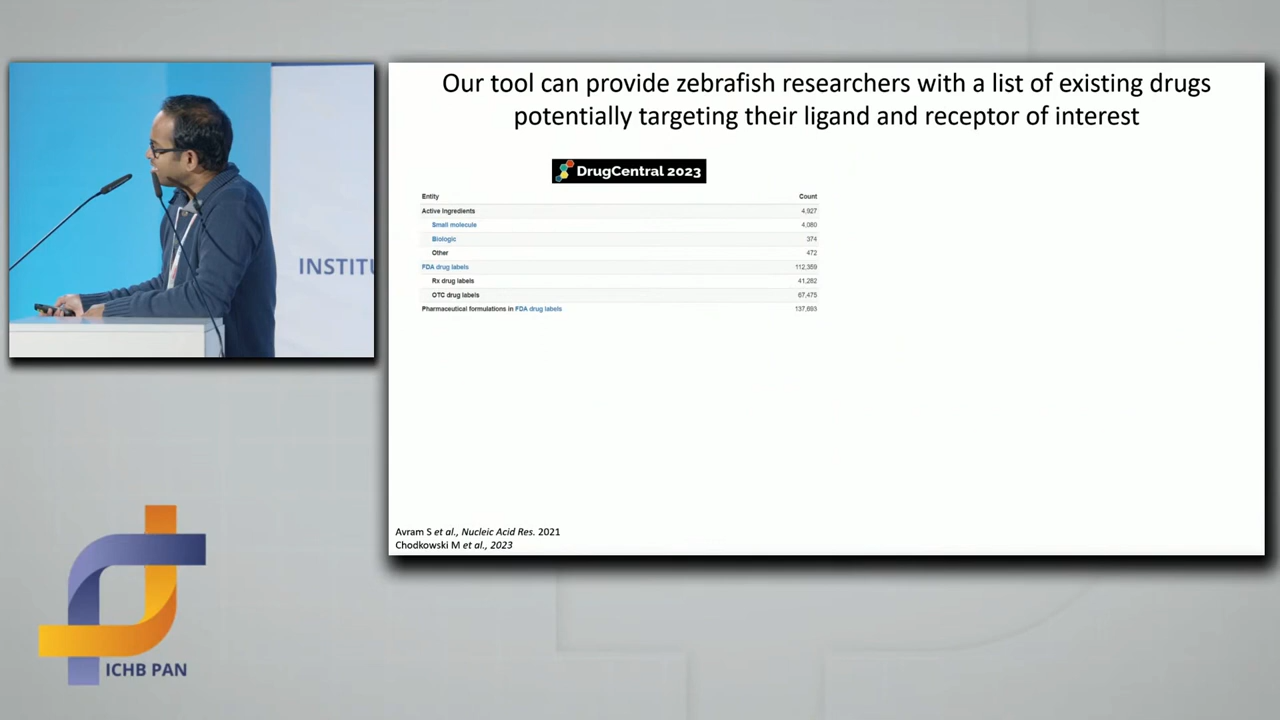 Our tool can provide zebrafish researchers with a list of existing drugs
potentially targeting their ligand and receptor of interest
DrugCentral 2023
Entity Count
Active Ingredients 4,927
Small molecule 4,080
Biologic 374
Other 472
FDA drug labels 112,359
Rx drug labels 41,282
OTC drug labels 67,475
Pharmaceutical formulations in FDA drug labels 137,693
Avram S et al., Nucleic Acid Res. 2021
Chodkowski M et al., 2023
INSTITU
ICHB PAN